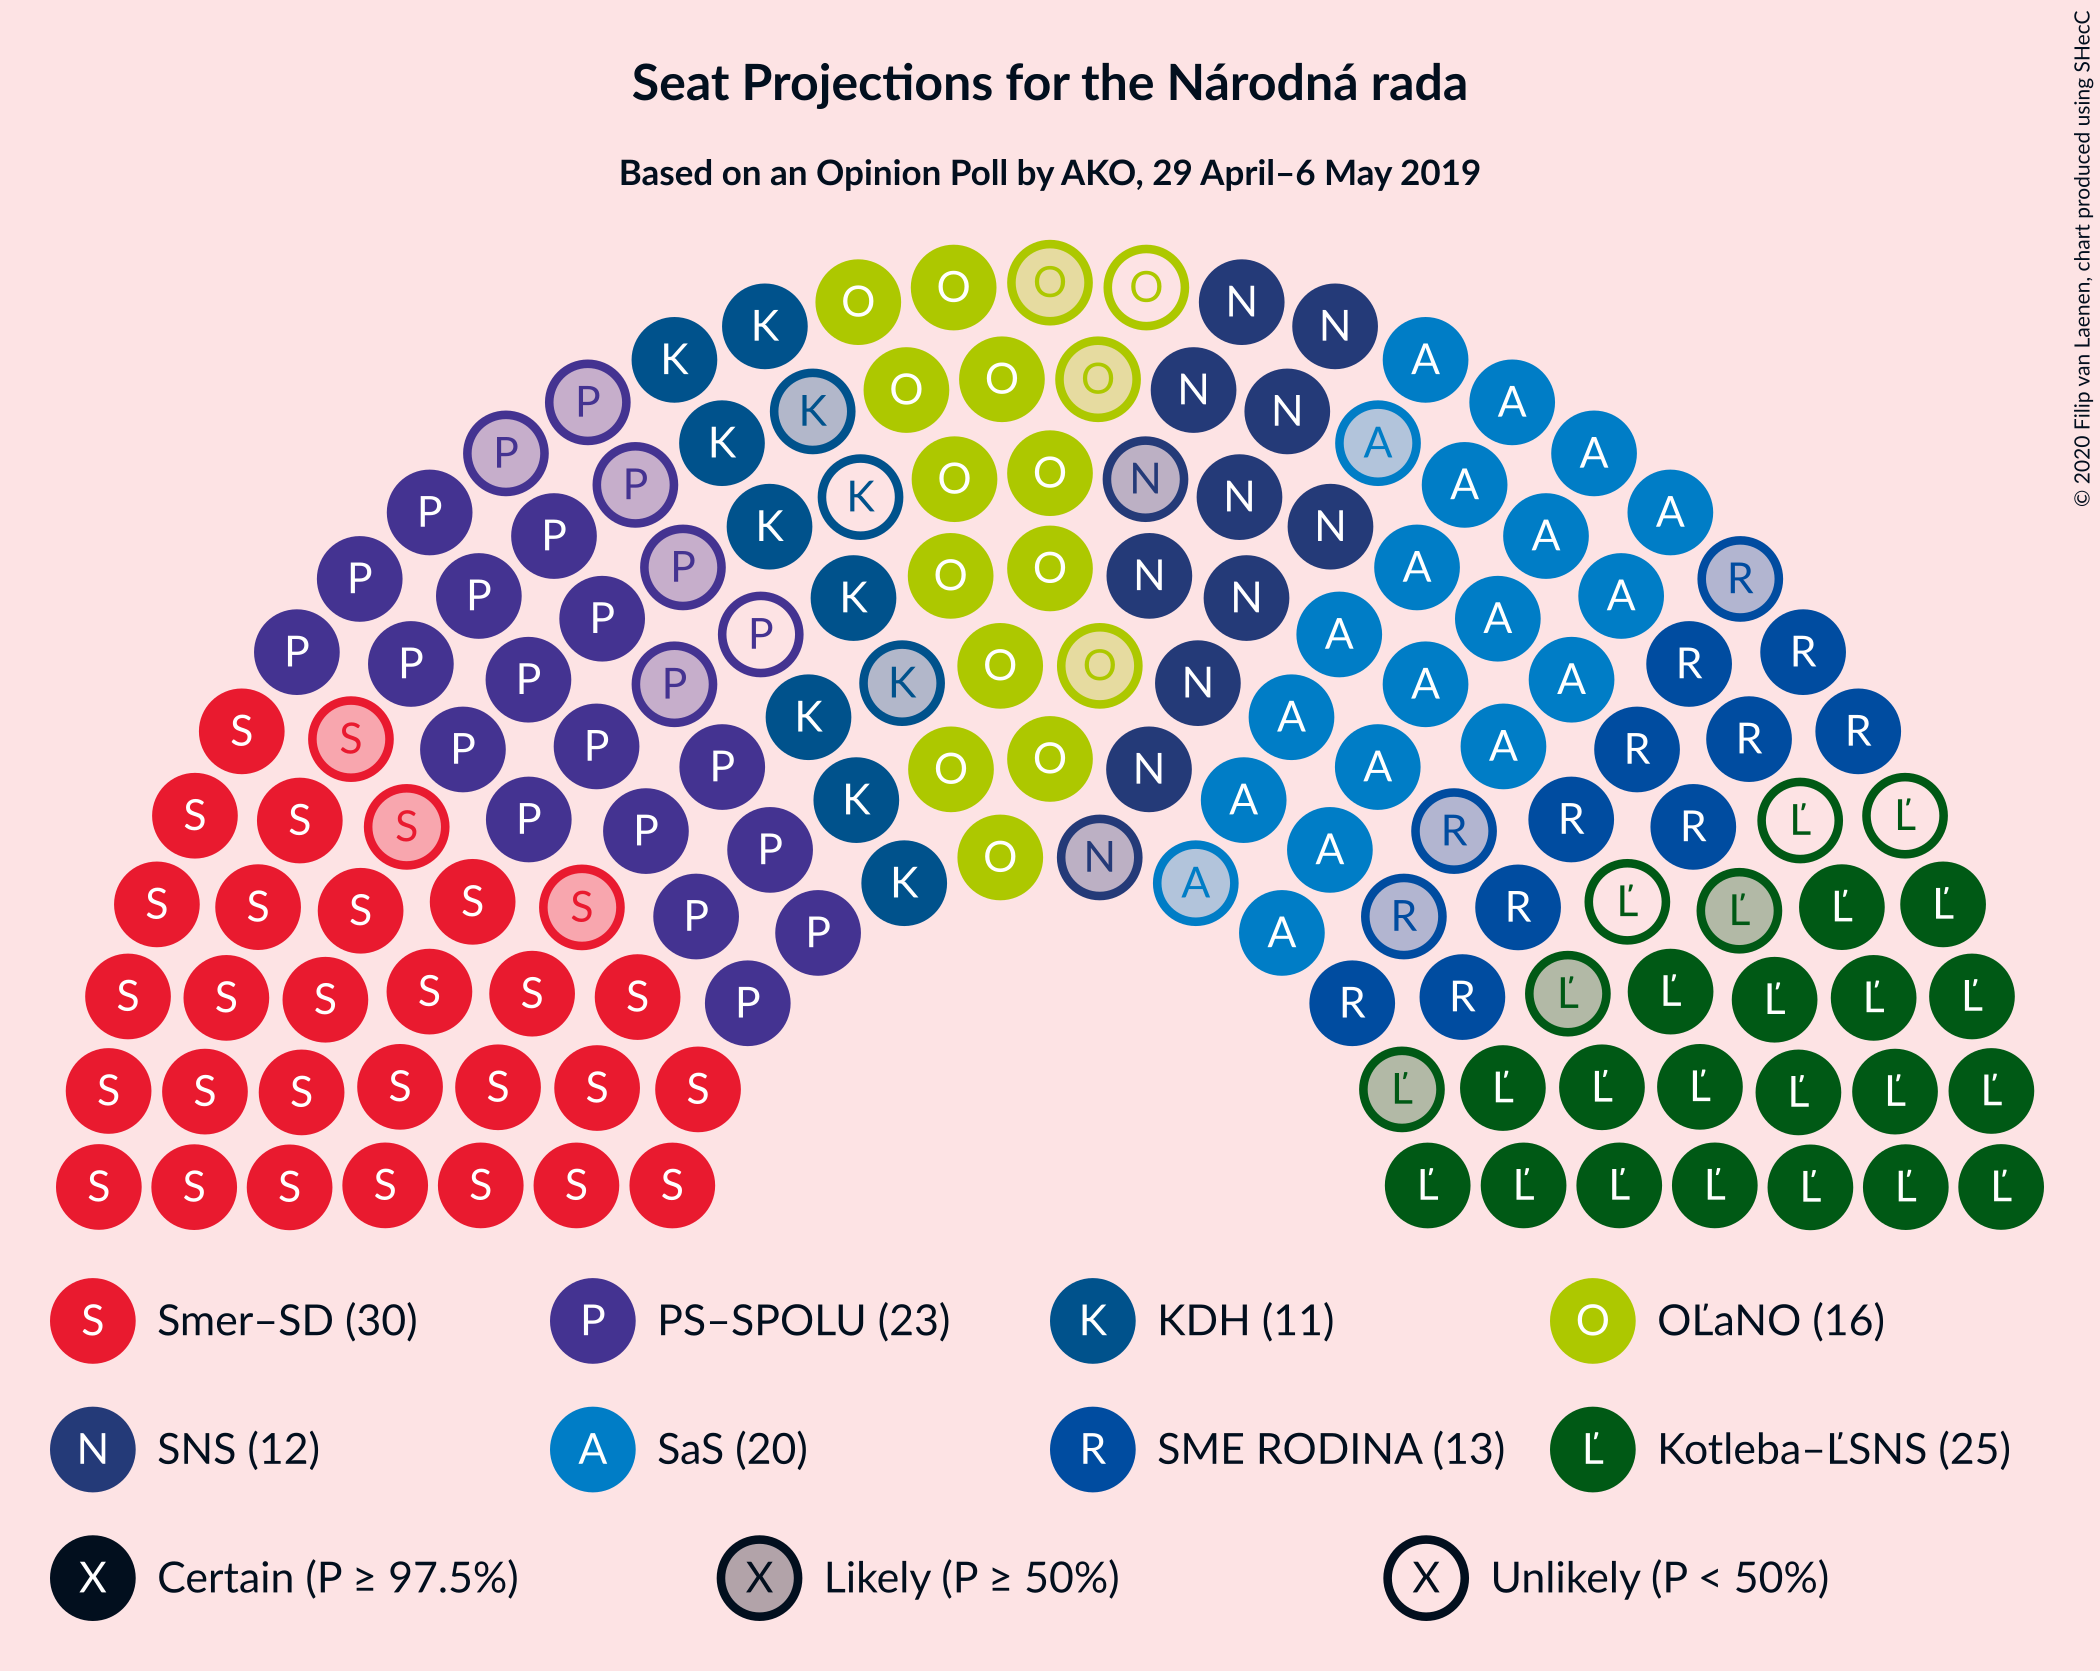 Seat Projections for the Národná rada
Based on an Opinion Poll by AKO, 29 April–6 May 2019
© 2020 Filip van Laenen, chart produced using SHecC
O O O O
K K N N
P K O O O N A
P K K N A A
P P K O O N N A A
P P K K N A A
P P P P K O O N N A A R
P P P K O O N A A R R
P P P K K N A A A R
S S P P P K O O N A A A R R R
S S S P P P K A A R R R Ľ Ľ
S S S S S P P K O N A A R R Ľ Ľ Ľ Ľ
S S S S S S P R R Ľ Ľ Ľ Ľ Ľ
S S S S S S S Ľ Ľ Ľ Ľ Ľ Ľ Ľ
S S S S S S S Ľ Ľ Ľ Ľ Ľ Ľ Ľ
S Smer–SD (30) P PS–SPOLU (23) K KDH (11) O OĽaNO (16)
N SNS (12) A SaS (20) R SME RODINA (13) Ľ Kotleba–ĽSNS (25)
X Certain (P ≥ 97.5%) X Likely (P ≥ 50%) X Unlikely (P < 50%)